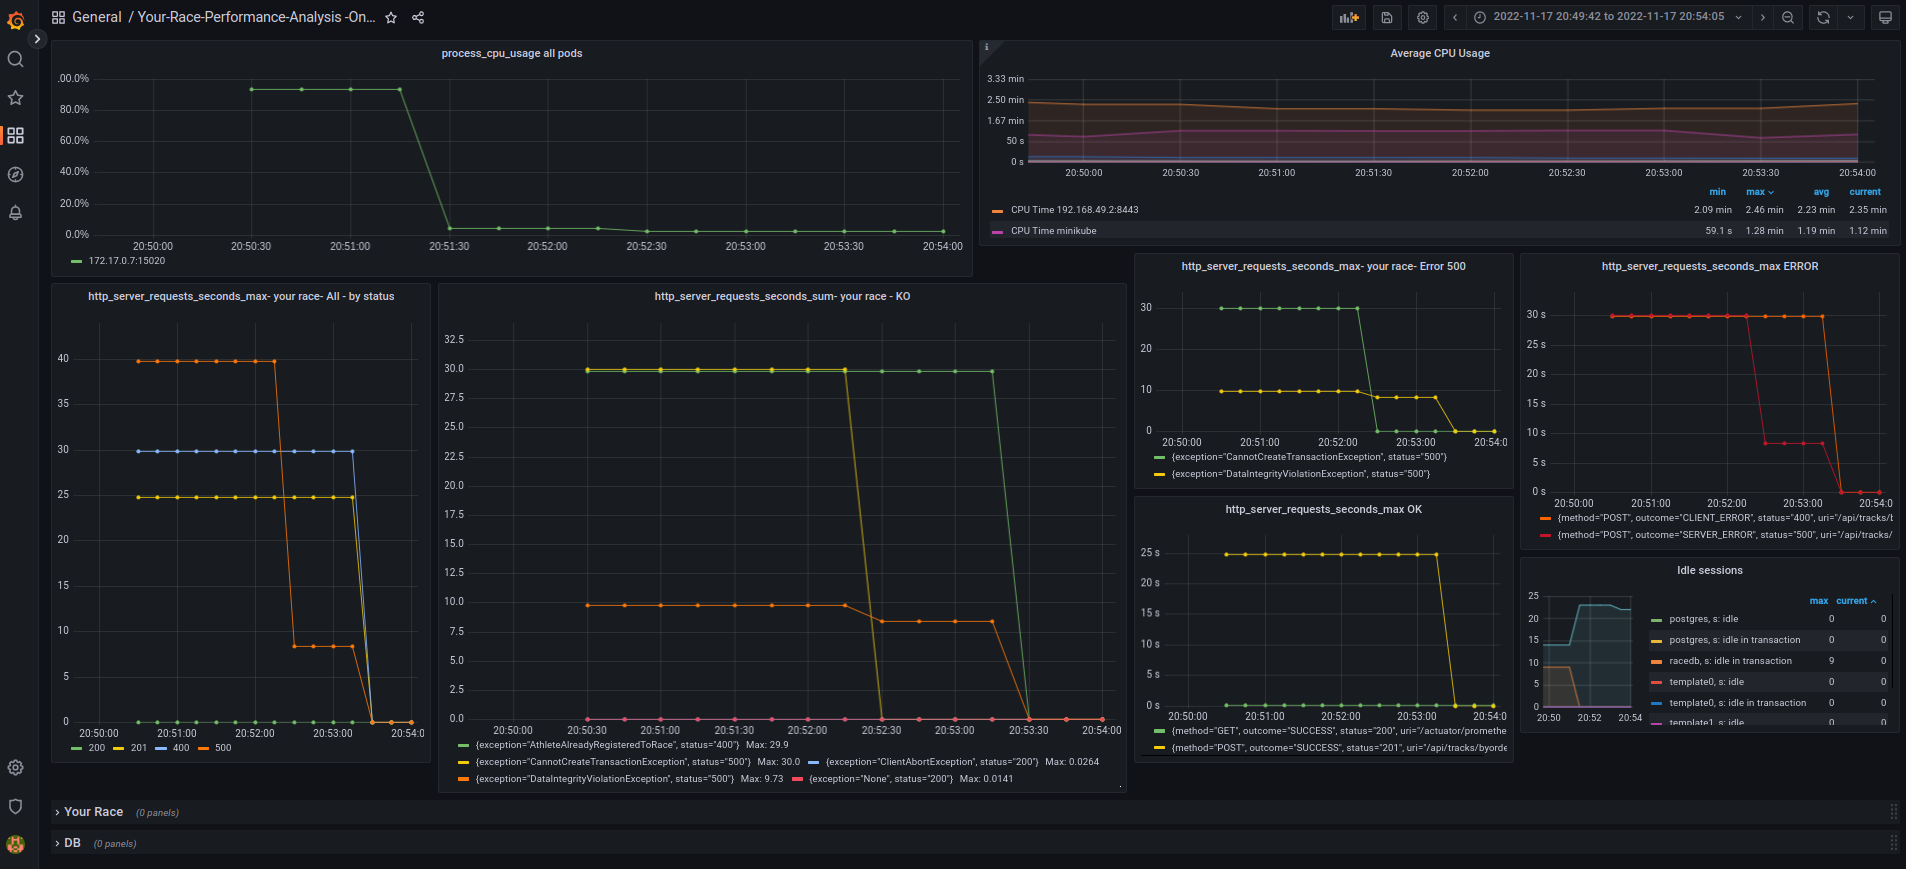 General / Your-Race-Performance-Analysis -On...
2022-11-17 20:49:42 to 2022-11-17 20:54:05
process_cpu_usage all pods
.00.0%
80.0%
60.0%
40.0%
20.0%
0.0%
20:50:00 20:50:30 20:51:00 20:51:30 20:52:00 20:52:30 20:53:00 20:53:30 20:54:00
172.17.0.7:15020
i
Average CPU Usage
3.33 min
2.50 min
1.67 min
50 s
0 s
20:50:00 20:50:30 20:51:00 20:51:30 20:52:00 20:52:30 20:53:00 20:53:30 20:54:00
min max avg current
CPU Time 192.168.49.2:8443 2.09 min 2.46 min 2.23 min 2.35 min
CPU Time minikube 59.1 s 1.28 min 1.19 min 1.12 min
http_server_requests_seconds_max- your race- All - by status
40
35
30
25
20
15
10
5
0
20:50:00 20:51:00 20:52:00 20:53:00 20:54:0
200 201 400 500
http_server_requests_seconds_sum- your race - KO
32.5
30.0
27.5
25.0
22.5
20.0
17.5
15.0
12.5
10.0
7.5
5.0
2.5
0.0
20:50:00 20:50:30 20:51:00 20:51:30 20:52:00 20:52:30 20:53:00 20:53:30 20:54:00
{exception="AthleteAlreadyRegisteredToRace", status="400"} Max: 29.9
{exception="CannotCreateTransactionException", status="500"} Max: 30.0 {exception="ClientAbortException", status="200"} Max: 0.0264
{exception="DataIntegrityViolationException", status="500"} Max: 9.73 {exception="None", status="200"} Max: 0.0141
http_server_requests_seconds_max- your race- Error 500
30
20
10
0
20:50:00 20:51:00 20:52:00 20:53:00 20:54:0
{exception="CannotCreateTransactionException", status="500"}
{exception="DataIntegrityViolationException", status="500"}
http_server_requests_seconds_max OK
25 s
20 s
15 s
10 s
5 s
0 s
20:50:00 20:51:00 20:52:00 20:53:00 20:54:0
{method="GET", outcome="SUCCESS", status="200", uri="/actuator/promethe
{method="POST", outcome="SUCCESS", status="201", uri="/api/tracks/byorde
http_server_requests_seconds_max ERROR
30 s
25 s
20 s
15 s
10 s
5 s
0 s
20:50:00 20:51:00 20:52:00 20:53:00 20:54:0
{method="POST", outcome="CLIENT_ERROR", status="400", uri="/api/tracks/b
{method="POST", outcome="SERVER_ERROR", status="500", uri="/api/tracks/
Idle sessions
25
20
15
10
5
0
20:50 20:52 20:54
max current
postgres, s: idle 0 0
postgres, s: idle in transaction 0 0
racedb, s: idle in transaction 9 0
template0, s: idle 0 0
template0, s: idle in transaction 0 0
template1, s: idle 0 0
Your Race (0 panels)
DB (0 panels)